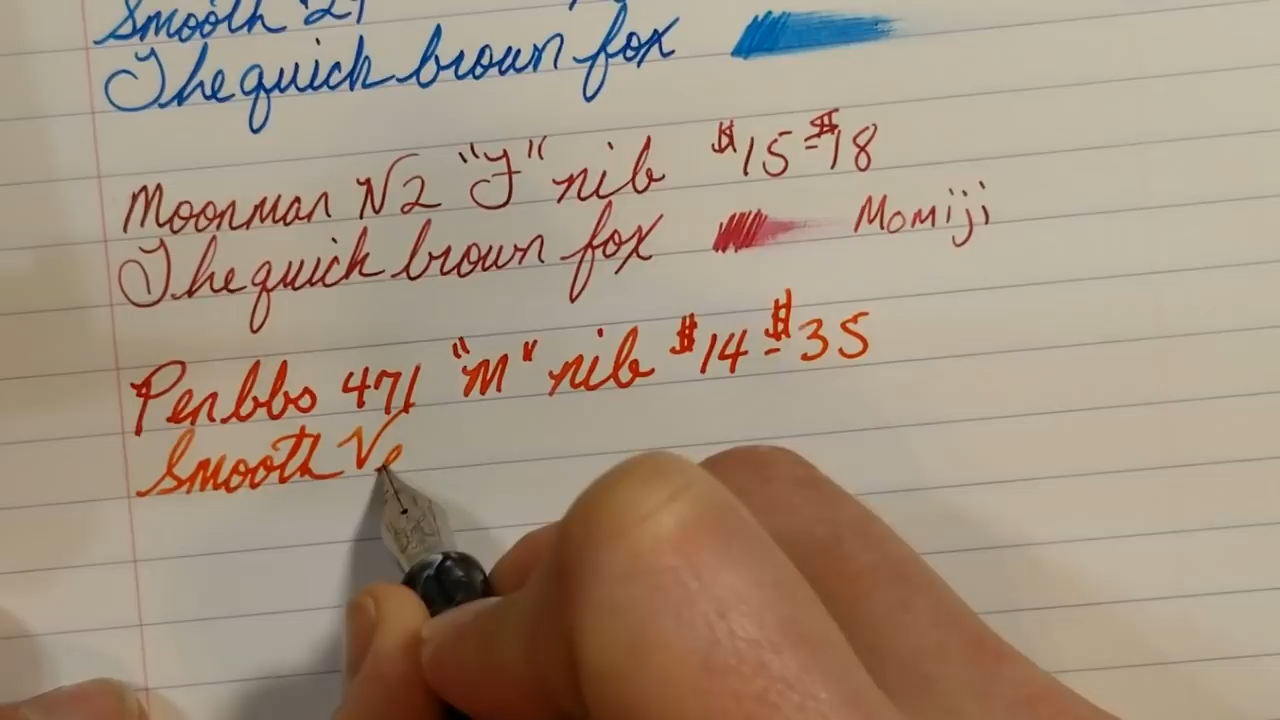 Smooth
The quick brown fox
Moonman N2 "F" nib $15-$18
The quick brown fox Momiji
Penbbs 471 "M" nib $14-$35
Smooth Ve